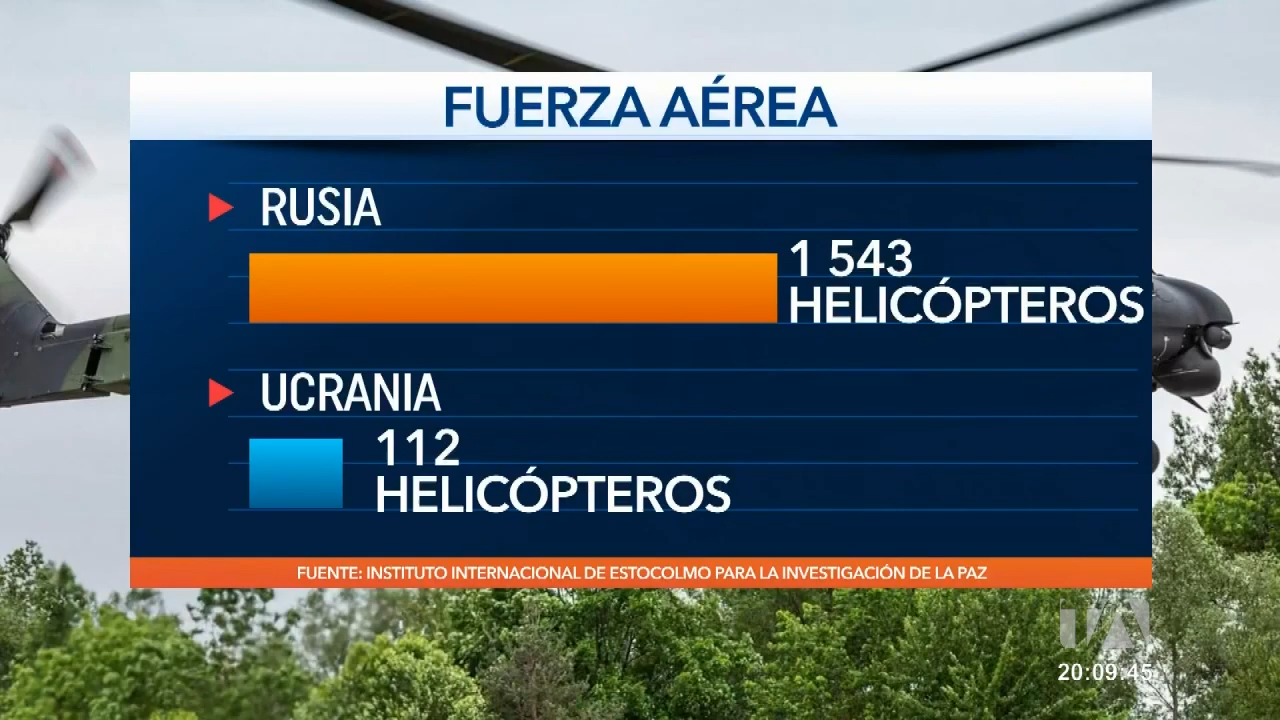 FUERZA AÉREA
RUSIA
1 543
HELICÓPTEROS
UCRANIA
112
HELICÓPTEROS
FUENTE: INSTITUTO INTERNACIONAL DE ESTOCOLMO PARA LA INVESTIGACIÓN DE LA PAZ
UA
20:09:45